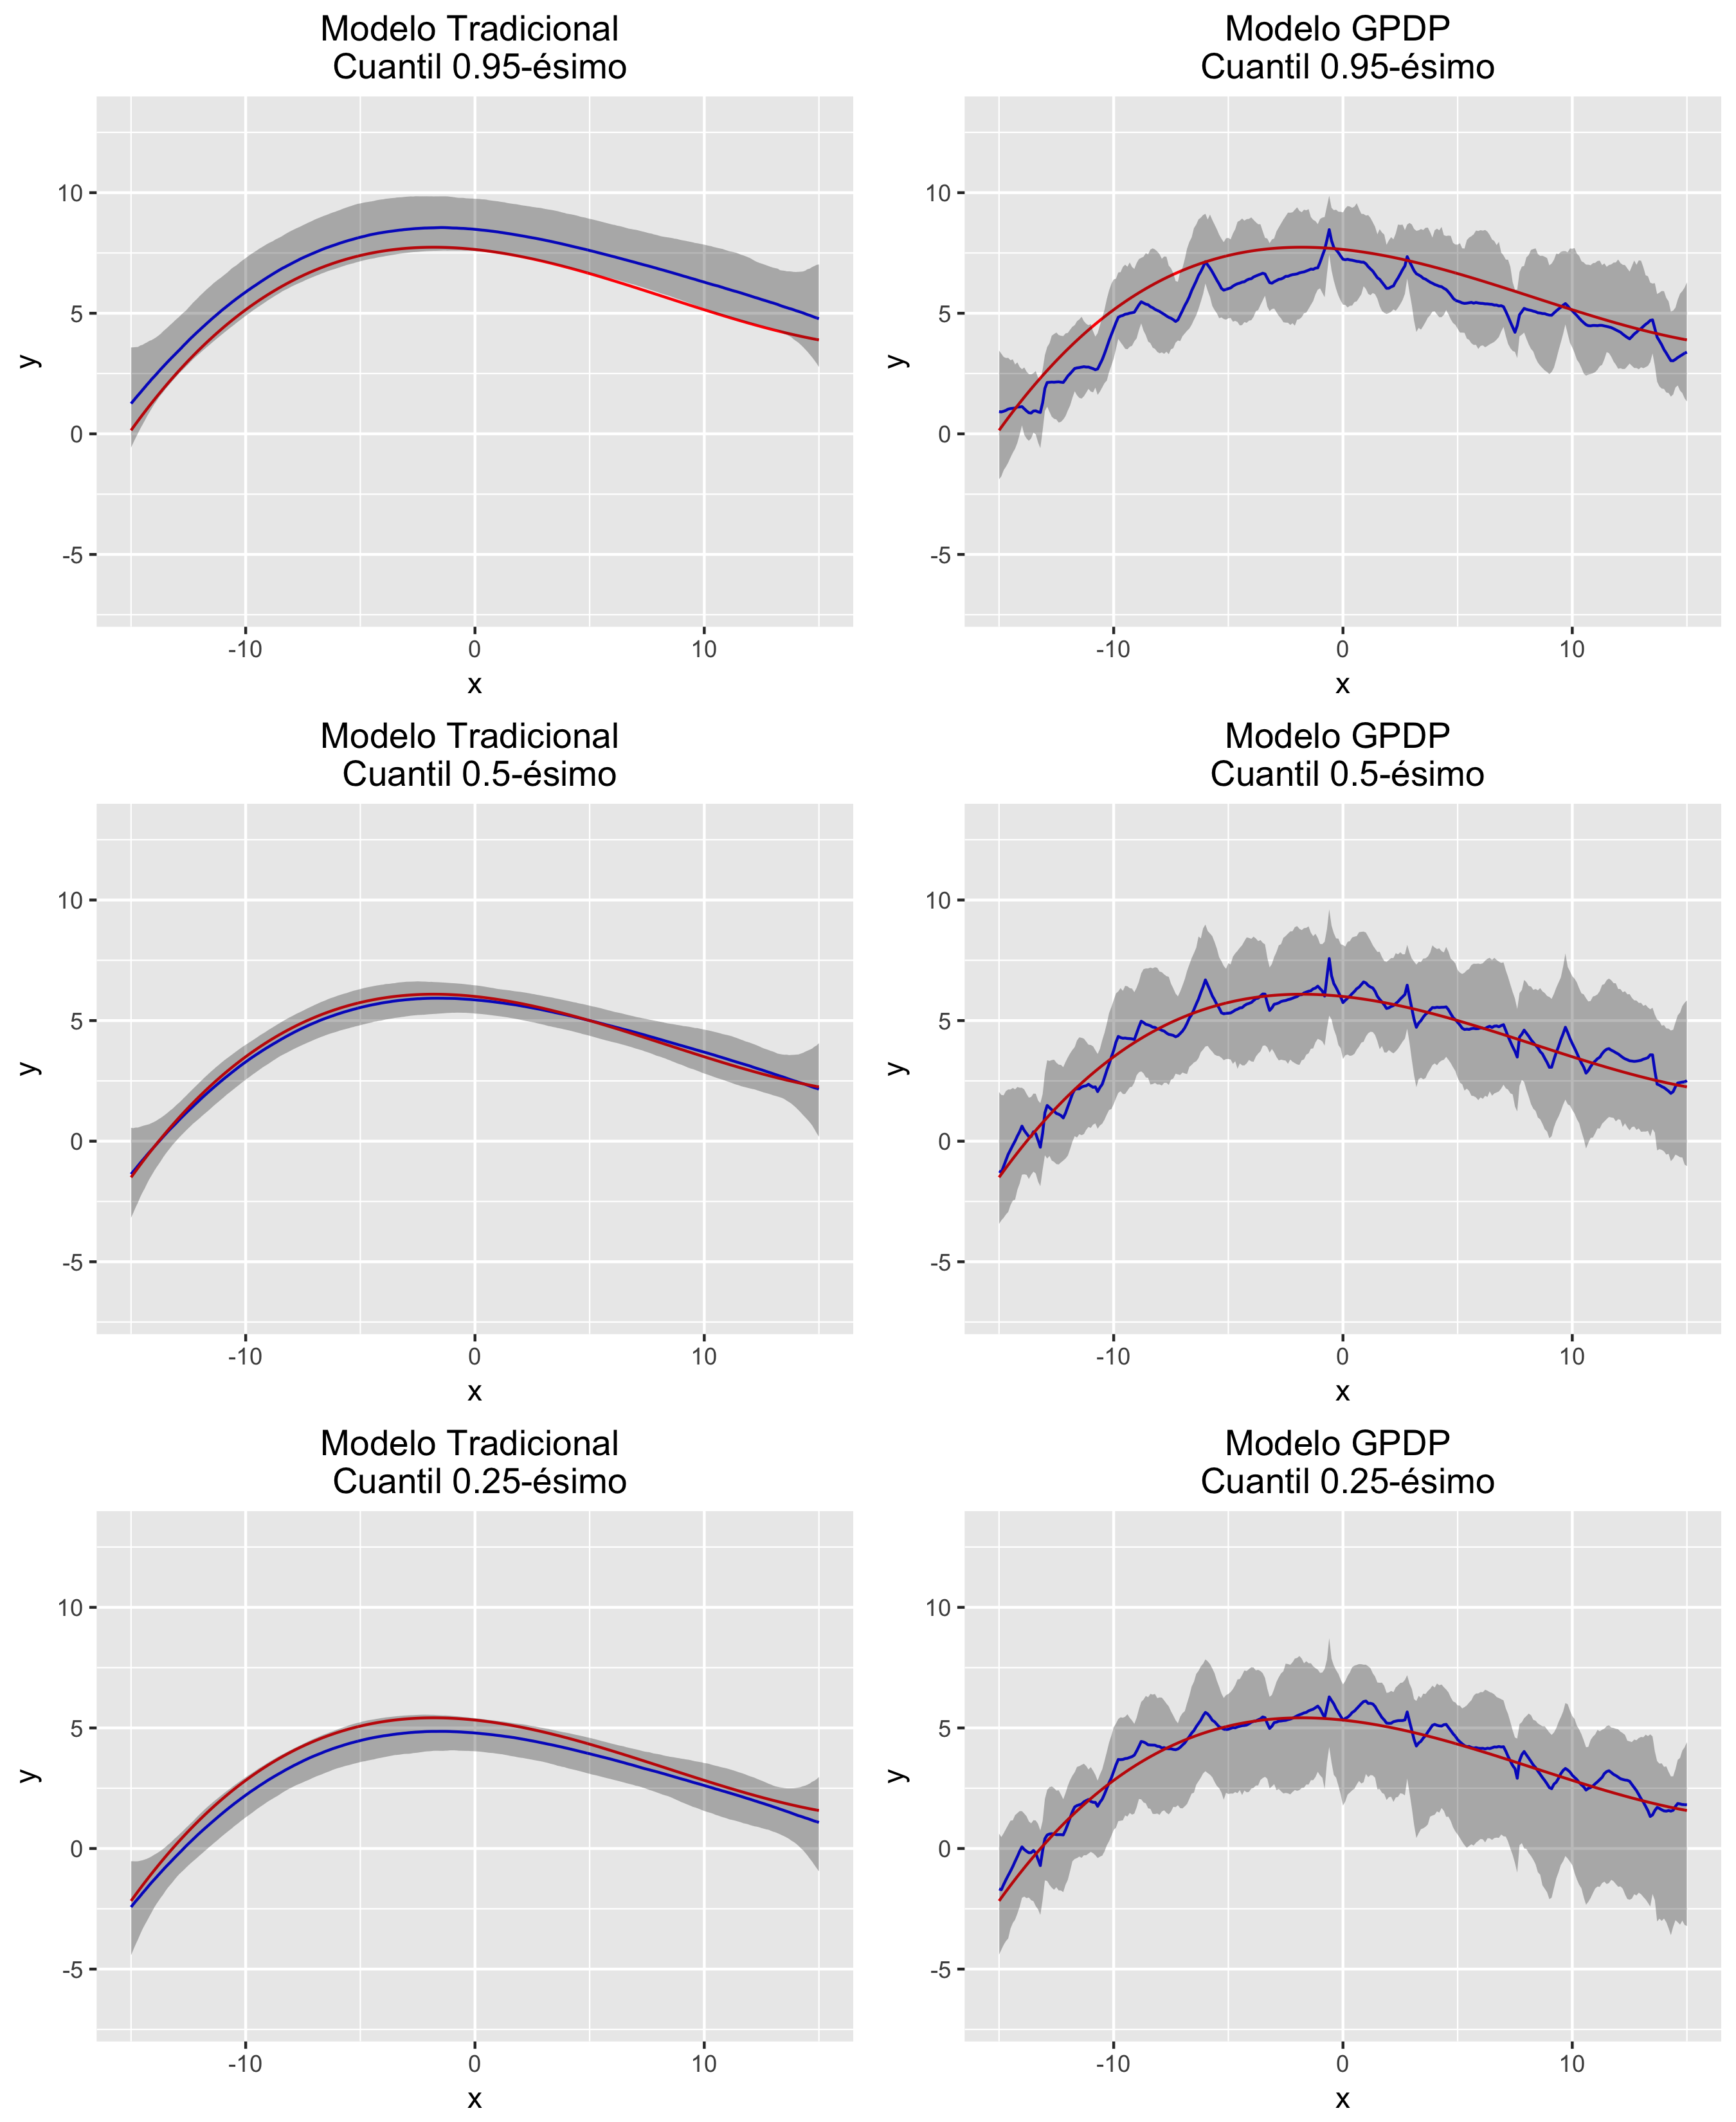 Modelo Tradicional
Cuantil 0.95-ésimo
10
5
0
-5
y
-10 0 10
x
Modelo GPDP
Cuantil 0.95-ésimo
10
5
0
-5
y
-10 0 10
x
Modelo Tradicional
Cuantil 0.5-ésimo
10
5
0
-5
y
-10 0 10
x
Modelo GPDP
Cuantil 0.5-ésimo
10
5
0
-5
y
-10 0 10
x
Modelo Tradicional
Cuantil 0.25-ésimo
10
5
0
-5
y
-10 0 10
x
Modelo GPDP
Cuantil 0.25-ésimo
10
5
0
-5
y
-10 0 10
x